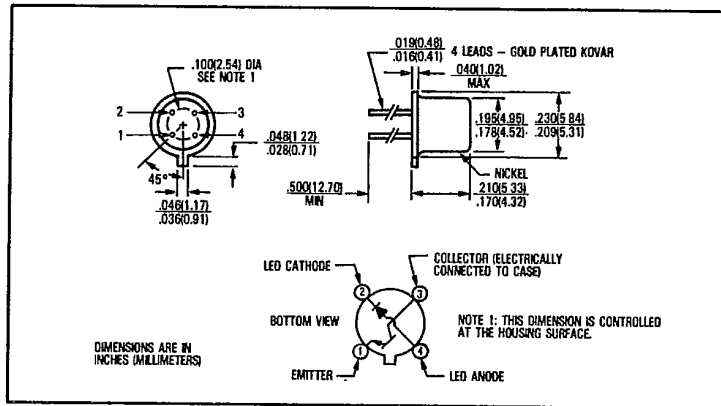 .100(2.54) DIA
SEE NOTE 1
2
3
1
4
45°
.048(1 22)
.028(0.71)
.046(1.17)
.036(0.91)
.019(0.48)
.016(0.41)
4 LEADS – GOLD PLATED KOVAR
.040(1.02)
MAX
.195(4.95)
.178(4.52)
.230(5 84)
.209(5.31)
NICKEL
.500(12.70)
MIN
.210(5 33)
.170(4.32)
LED CATHODE
COLLECTOR (ELECTRICALLY
CONNECTED TO CASE)
2
3
BOTTOM VIEW
NOTE 1: THIS DIMENSION IS CONTROLLED
AT THE HOUSING SURFACE.
DIMENSIONS ARE IN
INCHES (MILLIMETERS)
1
4
EMITTER
LED ANODE